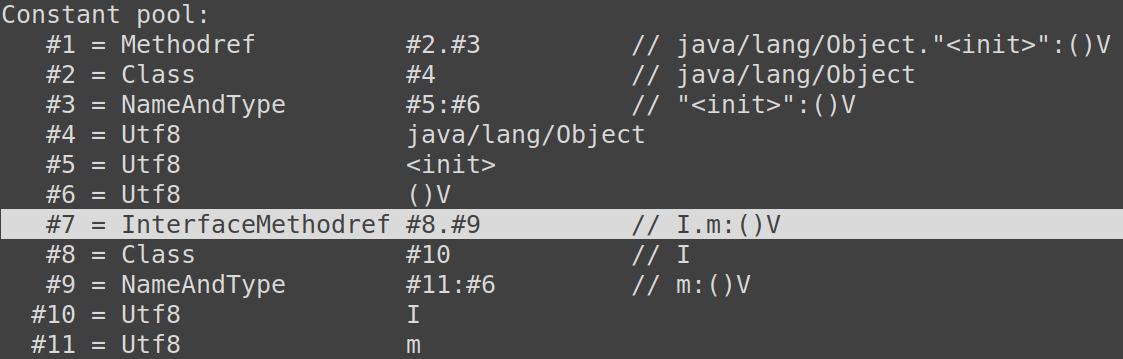 Constant pool:
   #1 = Methodref          #2.#3          // java/lang/Object."<init>":()V
   #2 = Class              #4             // java/lang/Object
   #3 = NameAndType        #5:#6          // "<init>":()V
   #4 = Utf8               java/lang/Object
   #5 = Utf8               <init>
   #6 = Utf8               ()V
   #7 = InterfaceMethodref #8.#9          // I.m:()V
   #8 = Class              #10            // I
   #9 = NameAndType        #11:#6         // m:()V
  #10 = Utf8               I
  #11 = Utf8               m